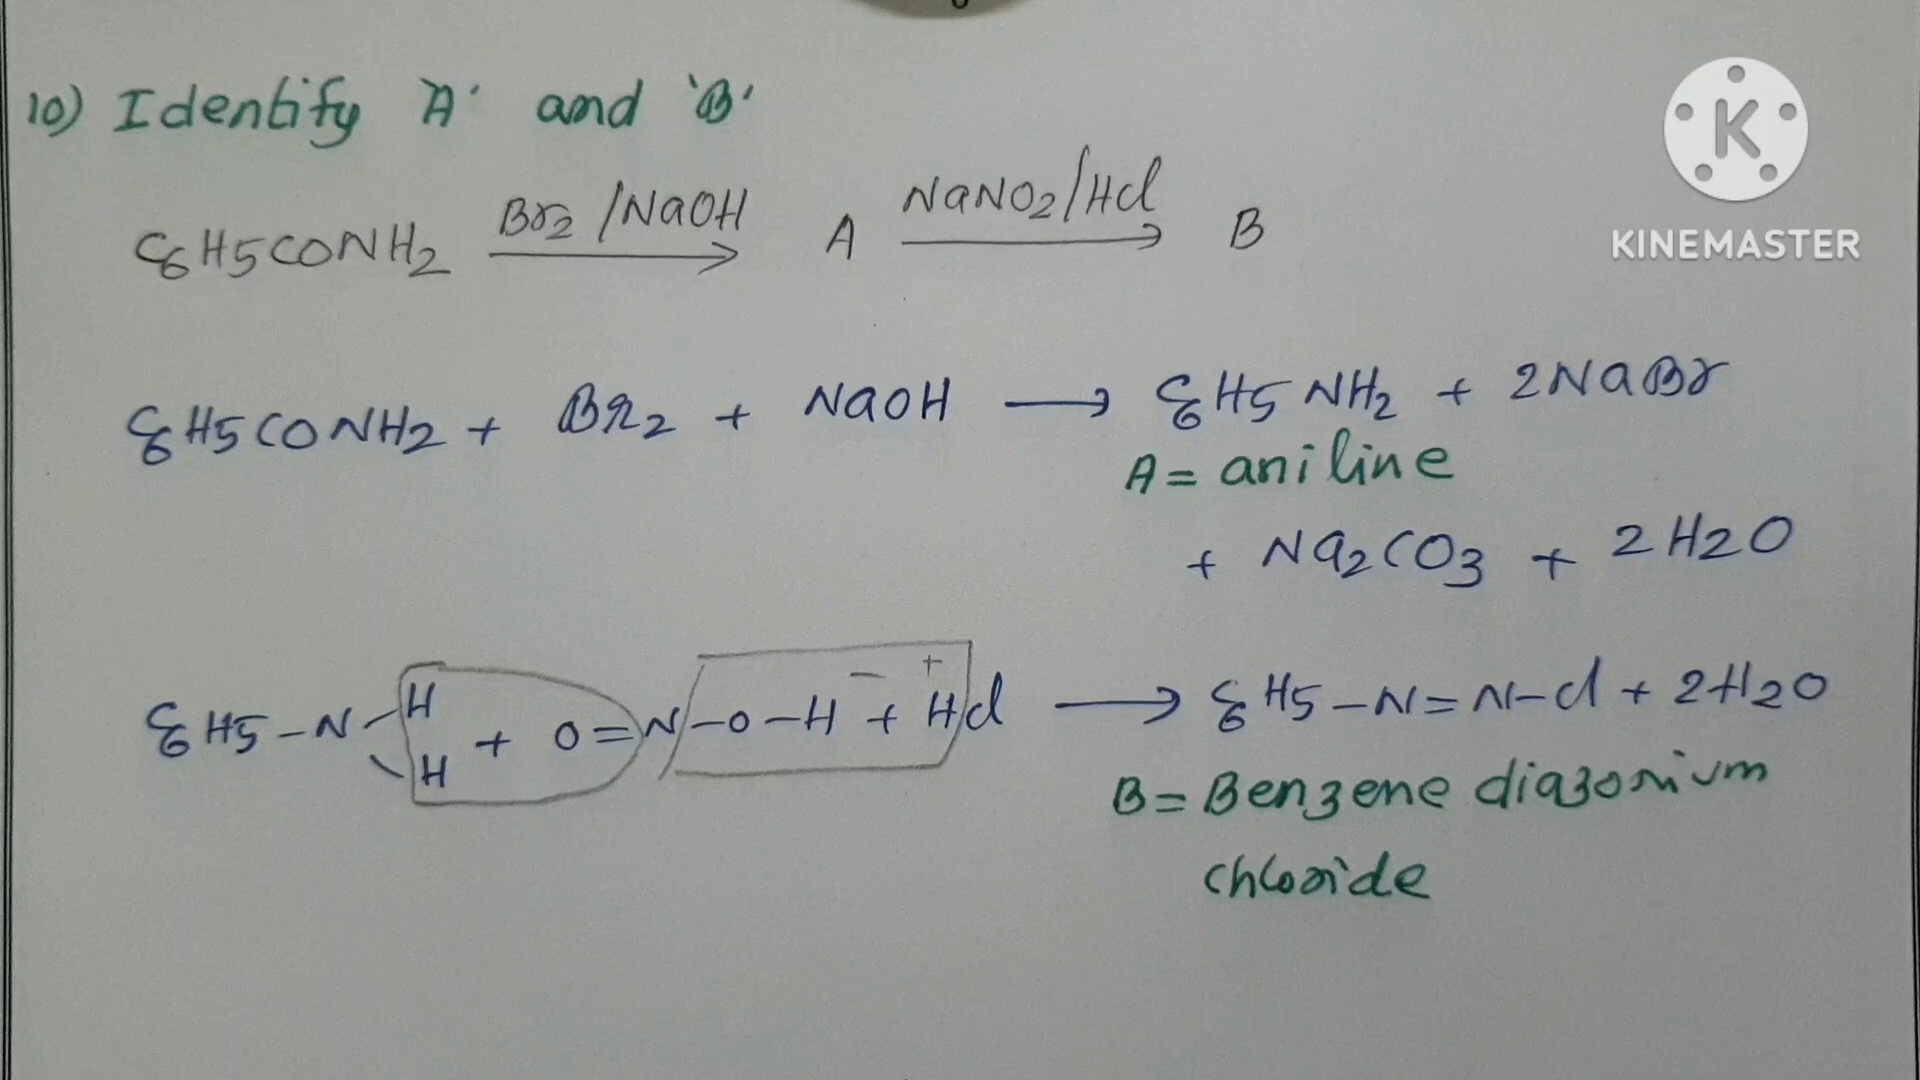 10) Identify 'A' and 'B'
C6H5CONH2 Br2/NaOH → A NaNO2/HCl → B
K
KINEMASTER
C6H5CONH2 + Br2 + NaOH → C6H5NH2 + 2NaBr
A = aniline
+ Na2CO3 + 2H2O
C6H5-N H H + O=N-O-H - + + HCl → C6H5-N=N-Cl + 2H2O
B = Benzene diazonium
chloride